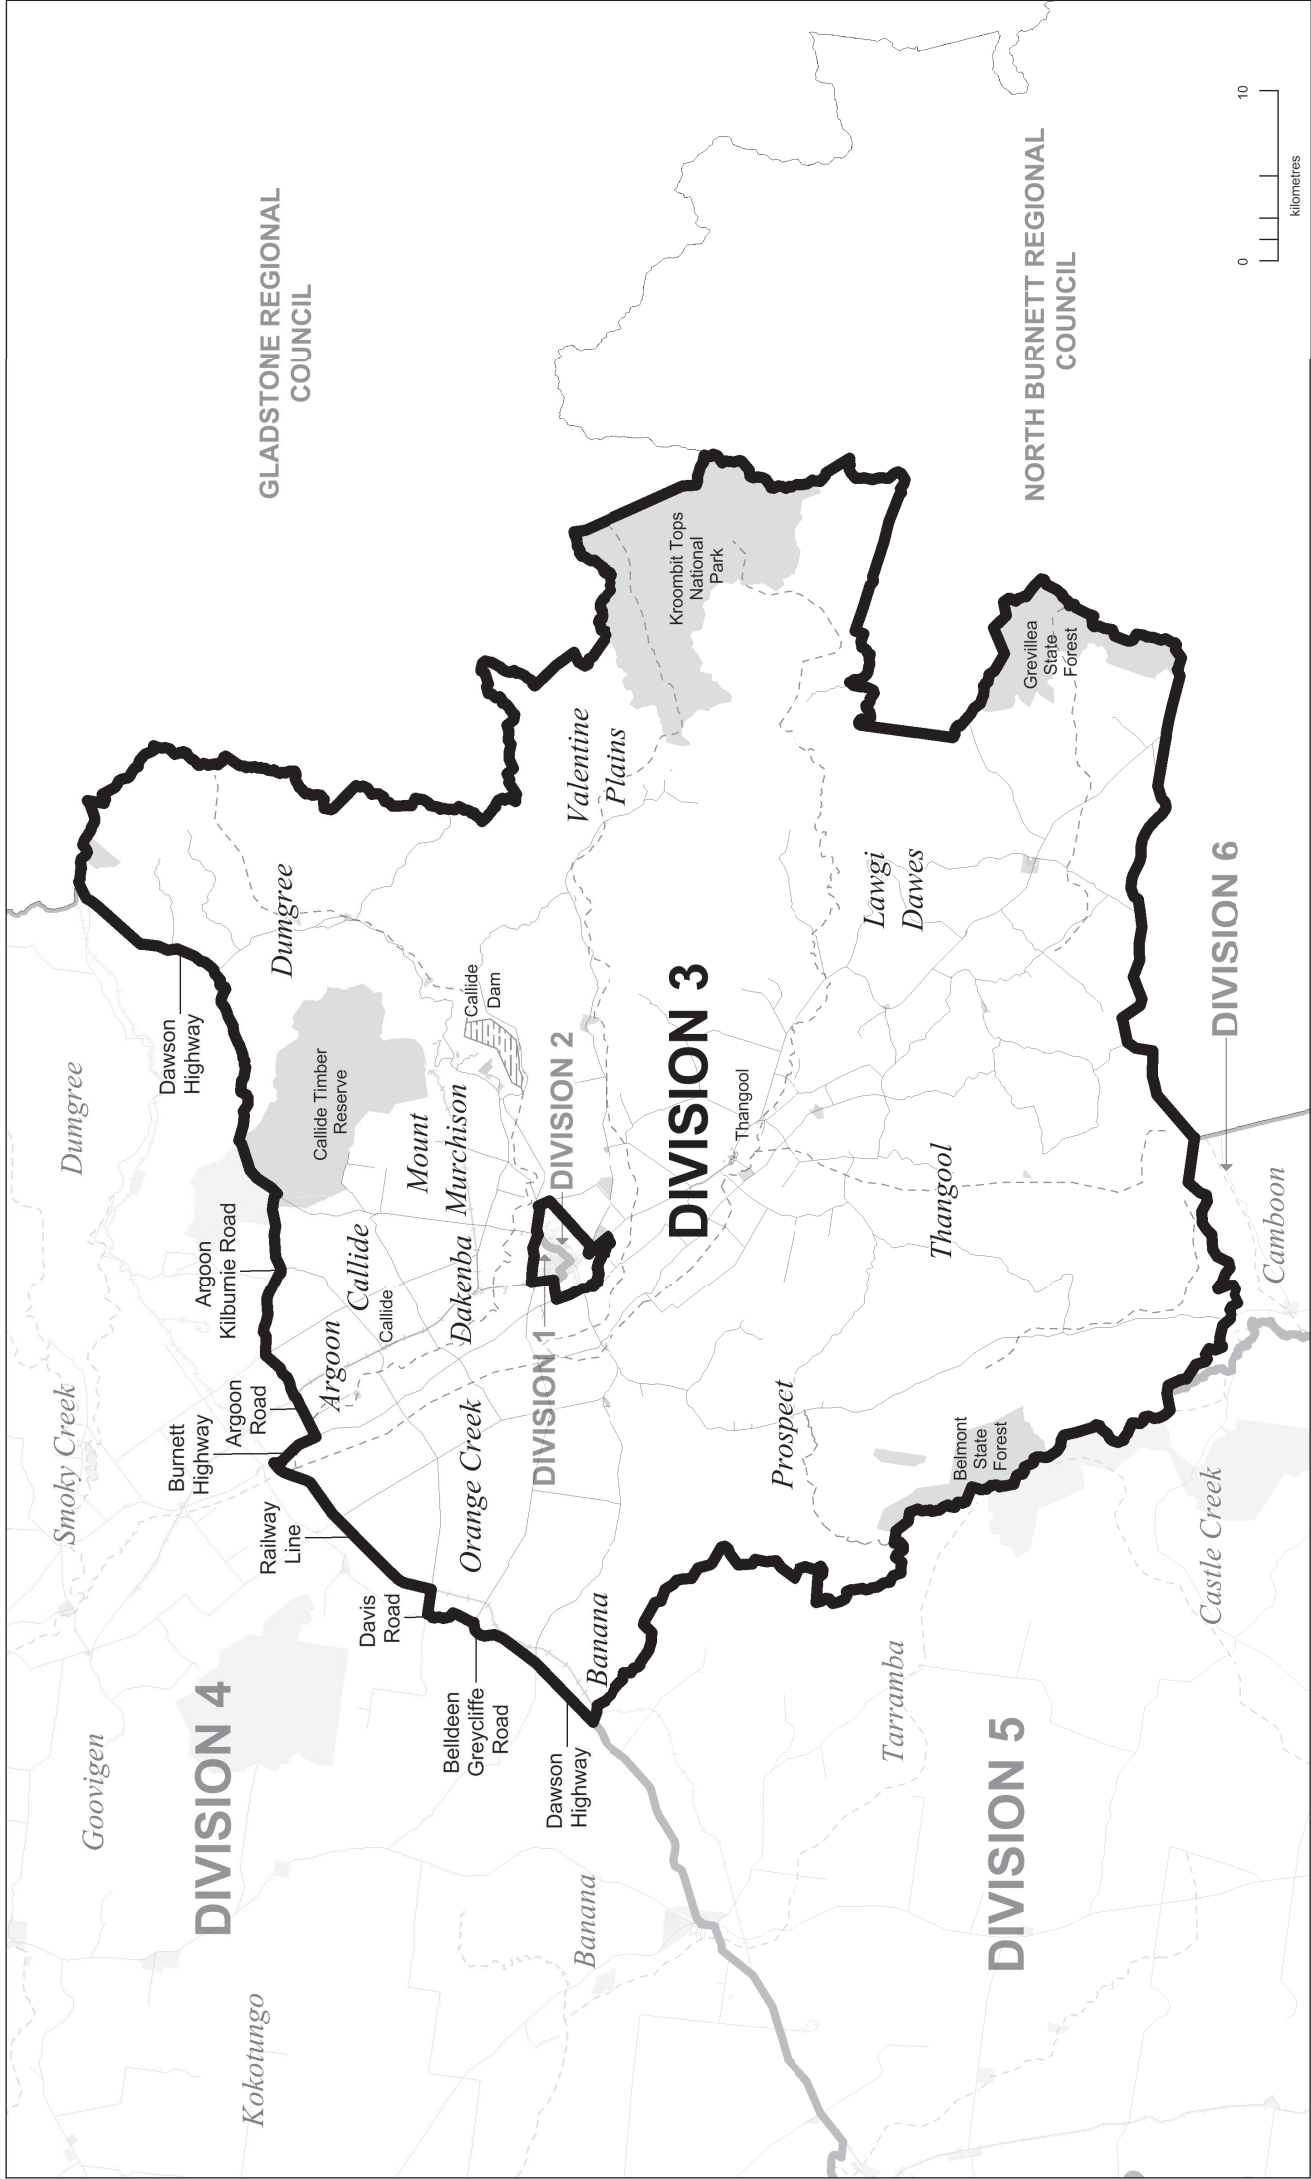 GLADSTONE REGIONAL
COUNCIL
NORTH BURNETT REGIONAL
COUNCIL
0
10
kilometres
Kroombit Tops
National
Park
Grevillea
State
Forest
Valentine
Plains
Dumgree
Lawgi
Dawes
DIVISION 6
Dawson
Highway
Dumgree
Callide Timber
Reserve
Callide
Dam
DIVISION 2
DIVISION 3
Thangool
Mount
Murchison
Thangool
Camboon
Argoon
Kilburnie Road
Callide
Callide
Dakenba
Argoon
DIVISION 1
Smoky Creek
Burnett
Highway
Argoon
Road
Orange Creek
Prospect
Belmont
State
Forest
Railway
Line
Davis
Road
Banana
Castle Creek
Belldeen
Greycliffe
Road
Dawson
Highway
Tarramba
Goovigen
DIVISION 4
Banana
DIVISION 5
Kokotungo